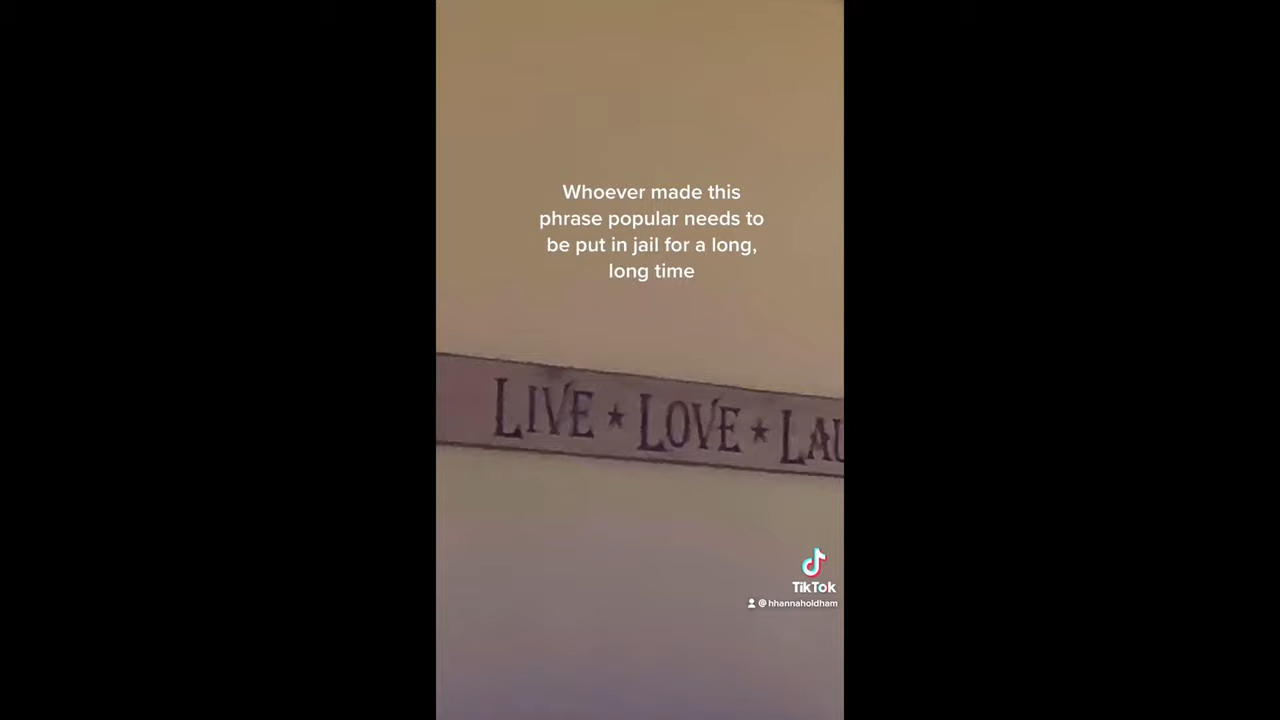 Whoever made this
phrase popular needs to
be put in jail for a long,
long time
LIVE ★ LOVE ★ LAU
TikTok
@hhannaholdham